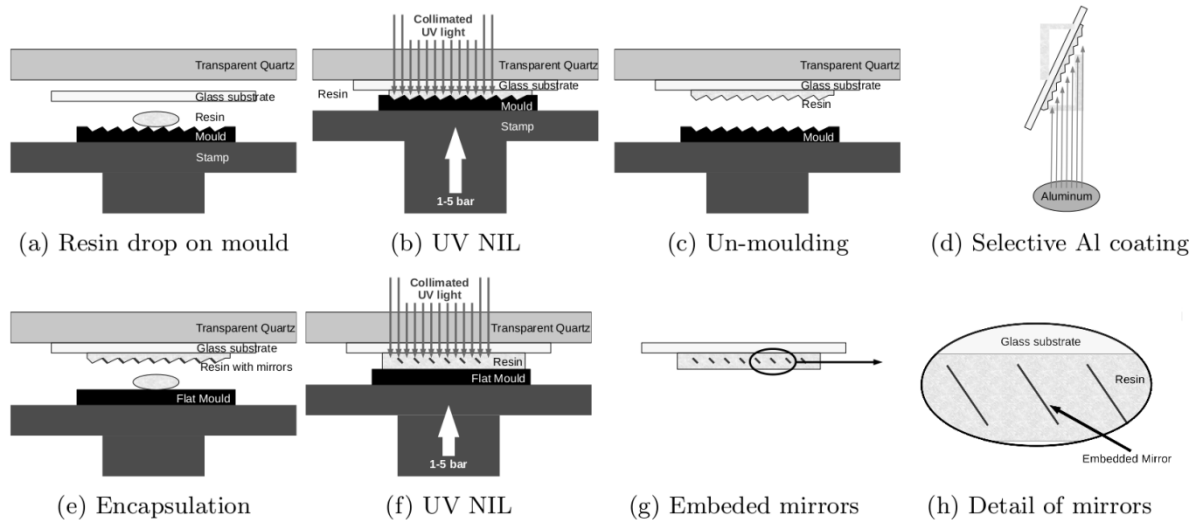 Transparent Quartz
Glass substrate
Resin
Mould
Stamp
(a) Resin drop on mould
Collimated
UV light
Transparent Quartz
Glass substrate
Resin
Mould
Stamp
1-5 bar
(b) UV NIL
Transparent Quartz
Glass substrate
Resin
Mould
(c) Un-moulding
Aluminum
(d) Selective Al coating
Transparent Quartz
Glass substrate
Resin with mirrors
Flat Mould
(e) Encapsulation
Collimated
UV light
Transparent Quartz
Resin
Flat Mould
1-5 bar
(f) UV NIL
(g) Embeded mirrors
Glass substrate
Resin
Embedded Mirror
(h) Detail of mirrors